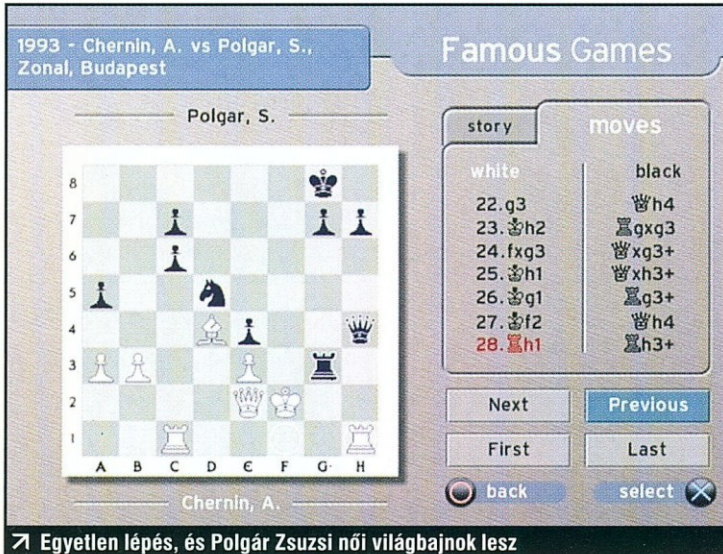 1993 - Chernin, A. vs Polgar, S.,
Zonal, Budapest
Famous Games
Polgar, S.
8
7
6
5
4
3
2
1
A B C D E F G H
Chernin, A.
story moves
white black
22.g3 ♛h4
23.♚h2 ♜gxg3
24.fxg3 ♛xg3+
25.♚h1 ♛xh3+
26.♚g1 ♜g3+
27.♚f2 ♛h4
28.♜h1 ♜h3+
Next Previous
First Last
back select
Egyetlen lépés, és Polgár Zsuzsi női világbajnok lesz